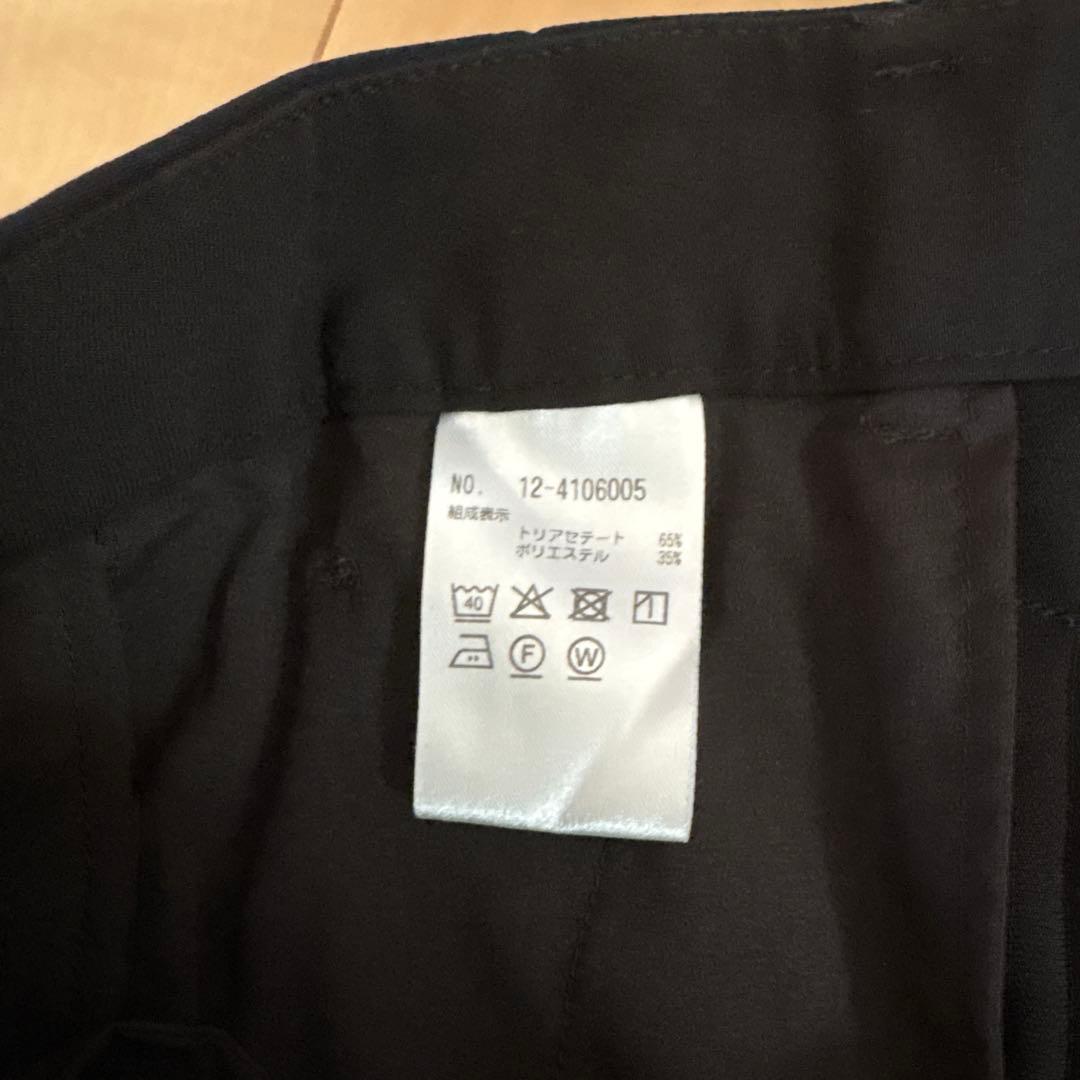 NO. 12-4106005
組成表示
トリアセテート 65%
ポリエステル 35%
40
F W